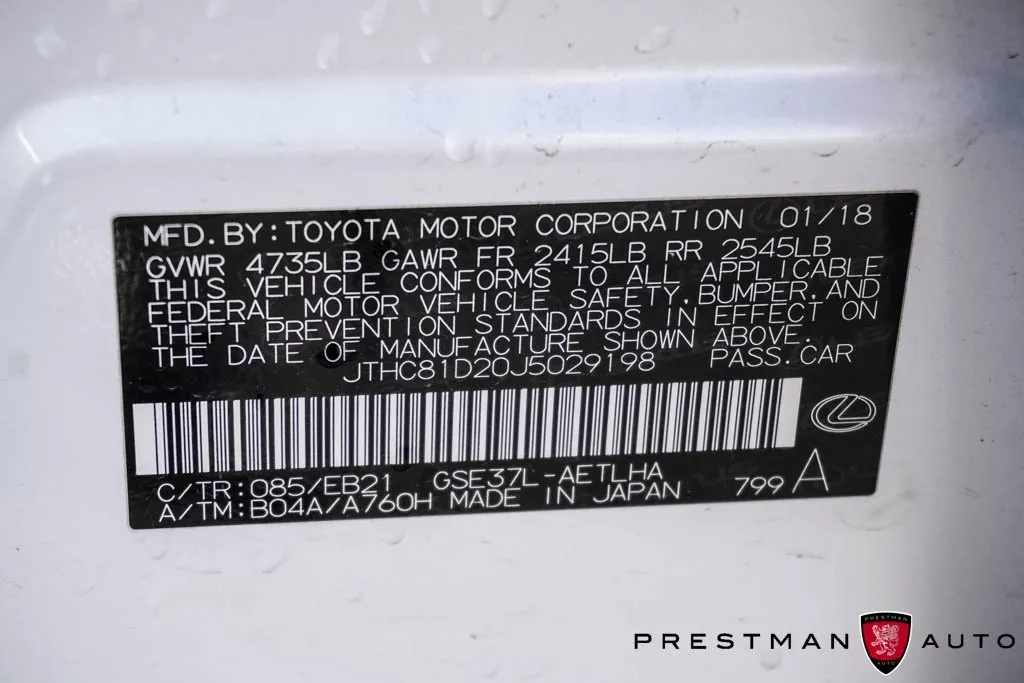 MFD. BY: TOYOTA MOTOR CORPORATION 01/18
GVWR 4735LB GAWR FR 2415LB RR 2545LB
THIS VEHICLE CONFORMS TO ALL APPLICABLE
FEDERAL MOTOR VEHICLE SAFETY, BUMPER, AND
THEFT PREVENTION STANDARDS IN EFFECT ON
THE DATE OF MANUFACTURE SHOWN ABOVE.
JTHC81D20J5029198 PASS. CAR
C/TR: 085/EB21 GSE37L-AETLHA
A/TM: B04A/A760H MADE IN JAPAN 799 A
PRESTMAN AUTO
PRESTMAN
AUTO